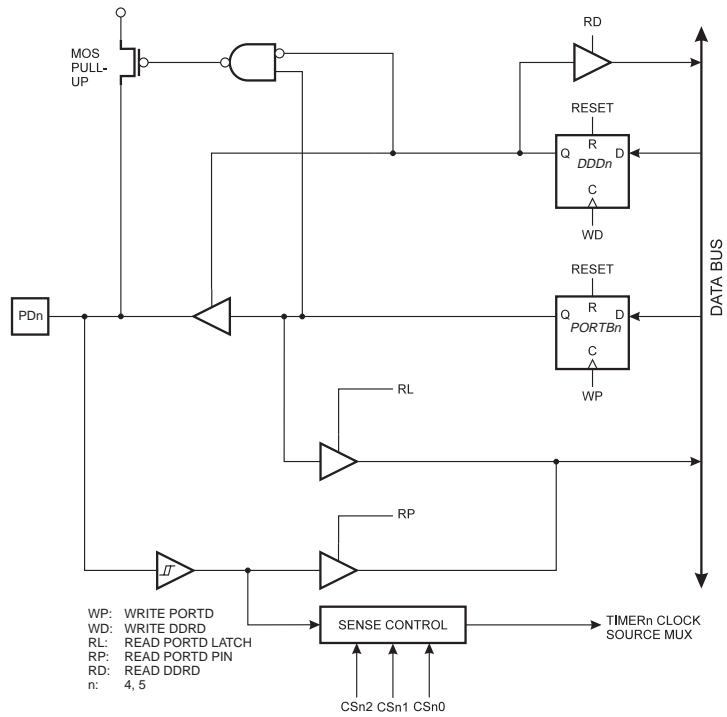 RD
MOS
PULL-
UP
RESET
R
Q
DDDn
D
C
WD
DATA BUS
RESET
PDn
R
Q
PORTBn
D
C
WP
RL
RP
WP: WRITE PORTD
WD: WRITE DDRD
RL: READ PORTD LATCH
RP: READ PORTD PIN
RD: READ DDRD
n: 4, 5
SENSE CONTROL
TIMERn CLOCK
SOURCE MUX
CSn2 CSn1 CSn0